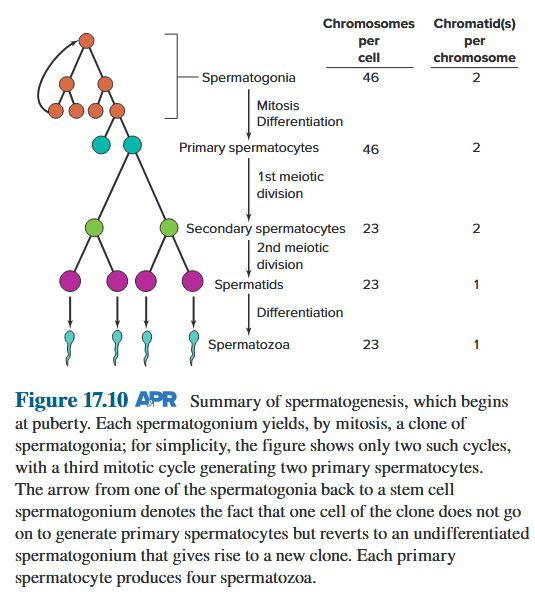 Chromosomes per cell
Chromatid(s) per chromosome
Spermatogonia 46 2
Mitosis
Differentiation
Primary spermatocytes 46 2
1st meiotic
division
Secondary spermatocytes 23 2
2nd meiotic
division
Spermatids 23 1
Differentiation
Spermatozoa 23 1
Figure 17.10 A&PR Summary of spermatogenesis, which begins
at puberty. Each spermatogonium yields, by mitosis, a clone of
spermatogonia; for simplicity, the figure shows only two such cycles,
with a third mitotic cycle generating two primary spermatocytes.
The arrow from one of the spermatogonia back to a stem cell
spermatogonium denotes the fact that one cell of the clone does not go
on to generate primary spermatocytes but reverts to an undifferentiated
spermatogonium that gives rise to a new clone. Each primary
spermatocyte produces four spermatozoa.